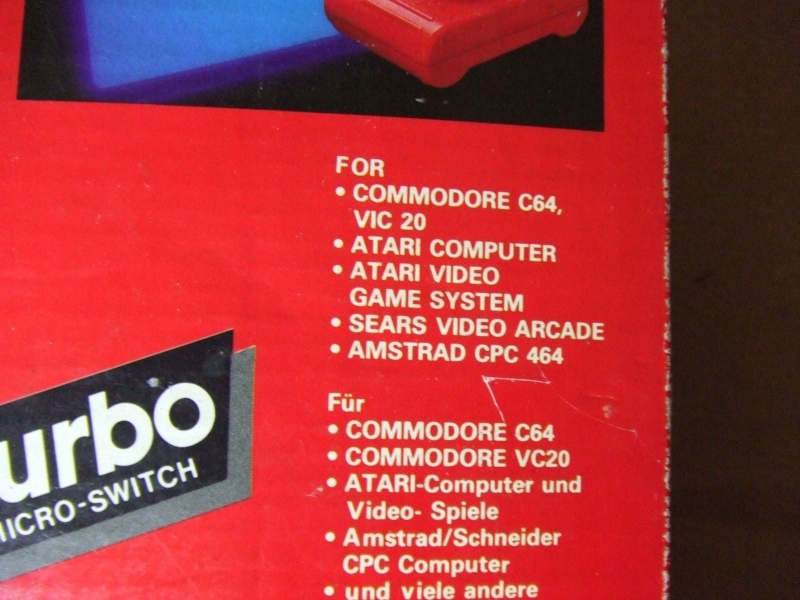 FOR
• COMMODORE C64,
VIC 20
• ATARI COMPUTER
• ATARI VIDEO
GAME SYSTEM
• SEARS VIDEO ARCADE
• AMSTRAD CPC 464
Für
• COMMODORE C64
• COMMODORE VC20
• ATARI-Computer und
Video- Spiele
• Amstrad/Schneider
CPC Computer
• und viele andere
urbo
MICRO-SWITCH